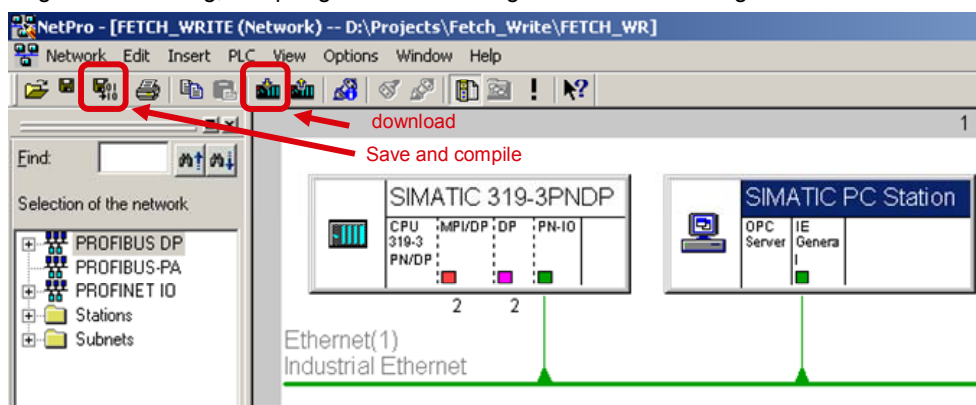 NetPro - [FETCH_WRITE (Network) -- D:\Projects\Fetch_Write\FETCH_WR]
Network Edit Insert PLC View Options Window Help
download
1
Save and compile
Find:
Selection of the network
PROFIBUS DP
PROFIBUS-PA
PROFINET IO
Stations
Subnets
SIMATIC 319-3PNDP
CPU 319-3 PN/DP
MPI/DP
DP
PN-IO
2 2
SIMATIC PC Station
OPC Server
IE Genera l
Ethernet(1)
Industrial Ethernet